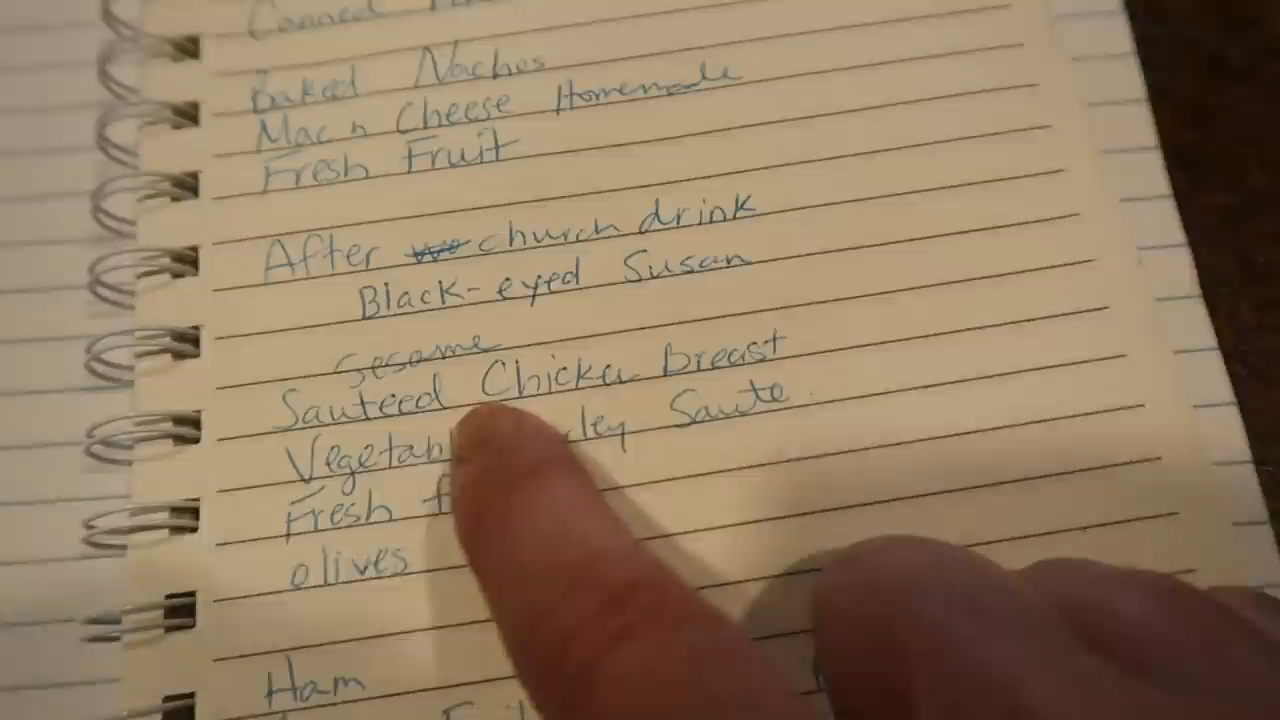 Canned
Baked Nachos
Mac n Cheese Homemade
Fresh Fruit
After church drink
Black-eyed Susan
Sesame
Sauteed Chicken Breast
Saute
Fresh
olives
Ham